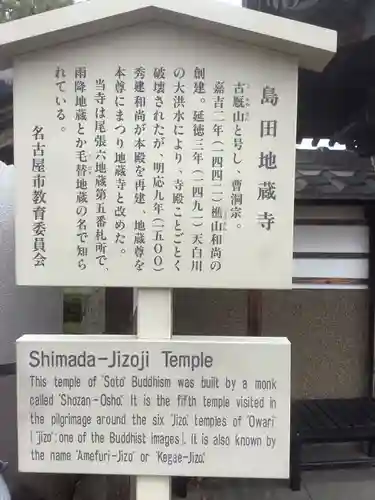 島田地蔵寺
古厩山と号し、曹洞宗。
嘉吉二年（一四四二）樵山和尚の
創建。延徳三年（一四九一）天白川
の大洪水により、寺殿ことごとく
破壊されたが、明応九年（一五〇〇）
秀建和尚が本殿を再建、地蔵尊を
本尊にまつり地蔵寺と改めた。
当寺は尾張六地蔵第五番札所で、
雨降地蔵とか毛替地蔵の名で知ら
れている。
名古屋市教育委員会
Shimada-Jizoji Temple
This temple of 'Soto' Buddhism was built by a monk
called 'Shozan-Osho'. It is the fifth temple visited in
the pilgrimage around the six 'Jizo' temples of 'Owari'
('Jizo'; one of the Buddhist images). It is also known by
the name 'Amefuri-Jizo' or 'Kegae-Jizo'.